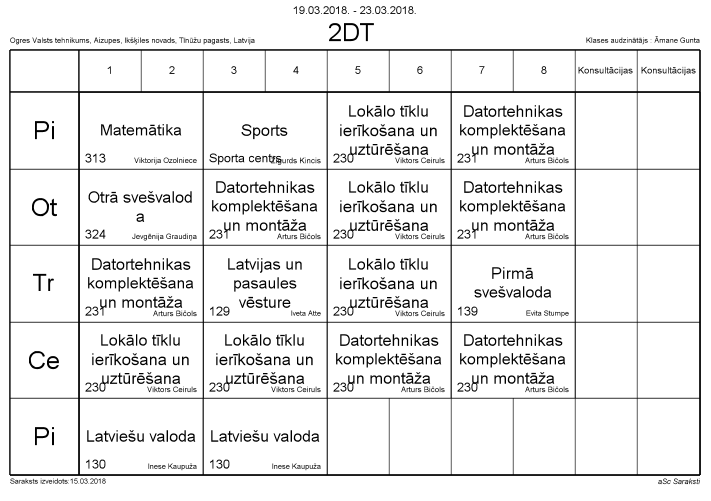 19.03.2018. - 23.03.2018.
2DT
Ogres Valsts tehnikums, Aizupes, Ikšķiles novads, Tīnūžu pagasts, Latvija
Klases audzinātājs : Āmane Gunta
1 2 3 4 5 6 7 8 Konsultācijas Konsultācijas
Pi
Matemātika
313 Viktorija Ozolniece
Sports
Sporta centrs Zigurds Kincis
Lokālo tīklu
ierīkošana un
uztūrēšana
230 Viktors Ceiruls
Datortehnikas
komplektēšana
un montāža
231 Arturs Bičols
Ot
Otrā svešvalod
a
324 Jevgēnija Graudiņa
Datortehnikas
komplektēšana
un montāža
231 Arturs Bičols
Lokālo tīklu
ierīkošana un
uztūrēšana
230 Viktors Ceiruls
Datortehnikas
komplektēšana
un montāža
231 Arturs Bičols
Tr
Datortehnikas
komplektēšana
un montāža
231 Arturs Bičols
Latvijas un
pasaules
vēsture
129 Iveta Atte
Lokālo tīklu
ierīkošana un
uztūrēšana
230 Viktors Ceiruls
Pirmā
svešvaloda
139 Evita Stumpe
Ce
Lokālo tīklu
ierīkošana un
uztūrēšana
230 Viktors Ceiruls
Lokālo tīklu
ierīkošana un
uztūrēšana
230 Viktors Ceiruls
Datortehnikas
komplektēšana
un montāža
230 Arturs Bičols
Datortehnikas
komplektēšana
un montāža
230 Arturs Bičols
Pi
Latviešu valoda
130 Inese Kaupuža
Latviešu valoda
130 Inese Kaupuža
Saraksts izveidots:15.03.2018
aSc Saraksti